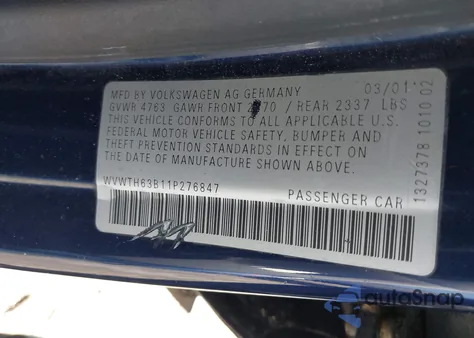 MFD BY VOLKSWAGEN AG GERMANY 03/01
GVWR 4763 GAWR FRONT / REAR 2337 LBS
THIS VEHICLE CONFORMS TO ALL APPLICABLE U.S.
FEDERAL MOTOR VEHICLE SAFETY, BUMPER AND
THEFT PREVENTION STANDARDS IN EFFECT ON
THE DATE OF MANUFACTURE SHOWN ABOVE.
WVWTH63B11P276847 PASSENGER CAR
1327378 1010 02
autoSnap